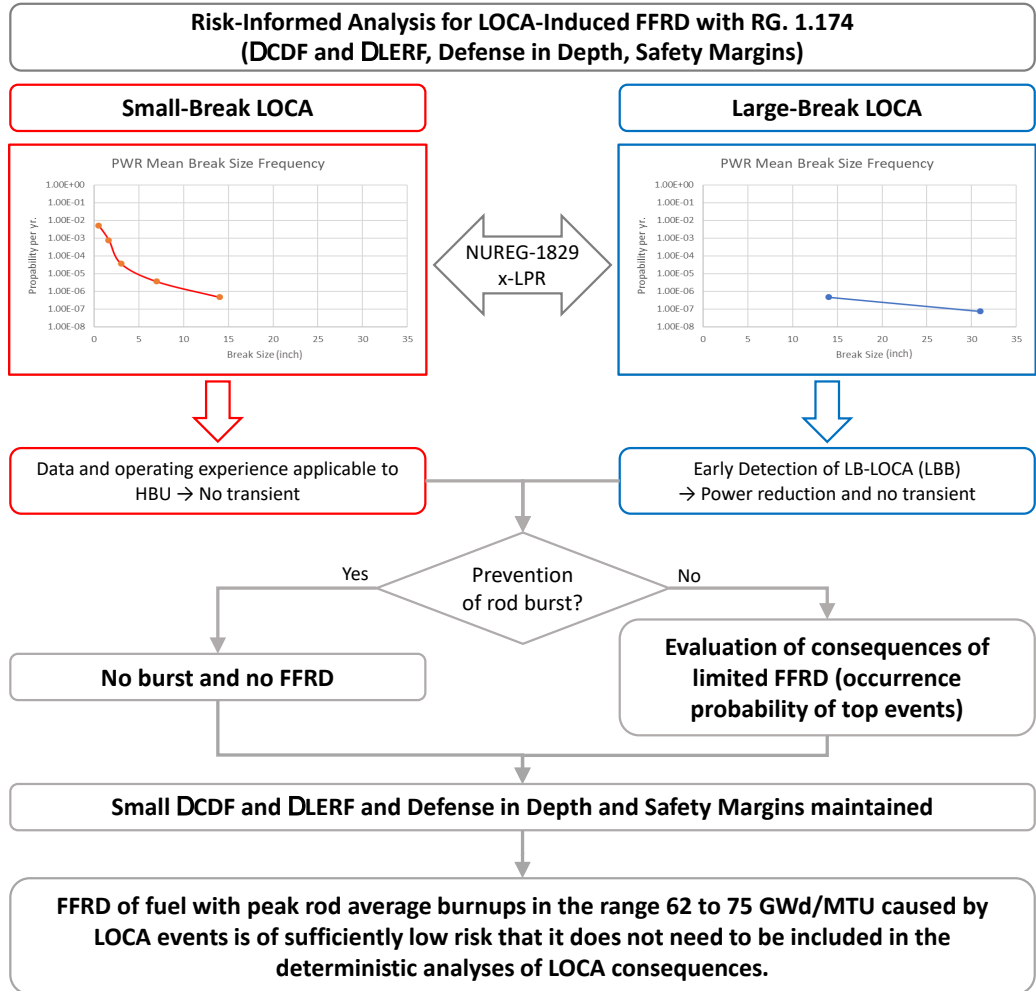 Risk-Informed Analysis for LOCA-Induced FFRD with RG. 1.174
(DCDF and DLERF, Defense in Depth, Safety Margins)
Small-Break LOCA
Large-Break LOCA
PWR Mean Break Size Frequency
Propability per yr.
1.00E+00
1.00E-01
1.00E-02
1.00E-03
1.00E-04
1.00E-05
1.00E-06
1.00E-07
1.00E-08
0 5 10 15 20 25 30 35
Break Size (inch)
NUREG-1829
x-LPR
PWR Mean Break Size Frequency
Propability per yr.
1.00E+00
1.00E-01
1.00E-02
1.00E-03
1.00E-04
1.00E-05
1.00E-06
1.00E-07
1.00E-08
0 5 10 15 20 25 30 35
Break Size (inch)
Data and operating experience applicable to
HBU → No transient
Early Detection of LB-LOCA (LBB)
→ Power reduction and no transient
Yes
Prevention
of rod burst?
No
No burst and no FFRD
Evaluation of consequences of
limited FFRD (occurrence
probability of top events)
Small DCDF and DLERF and Defense in Depth and Safety Margins maintained
FFRD of fuel with peak rod average burnups in the range 62 to 75 GWd/MTU caused by
LOCA events is of sufficiently low risk that it does not need to be included in the
deterministic analyses of LOCA consequences.